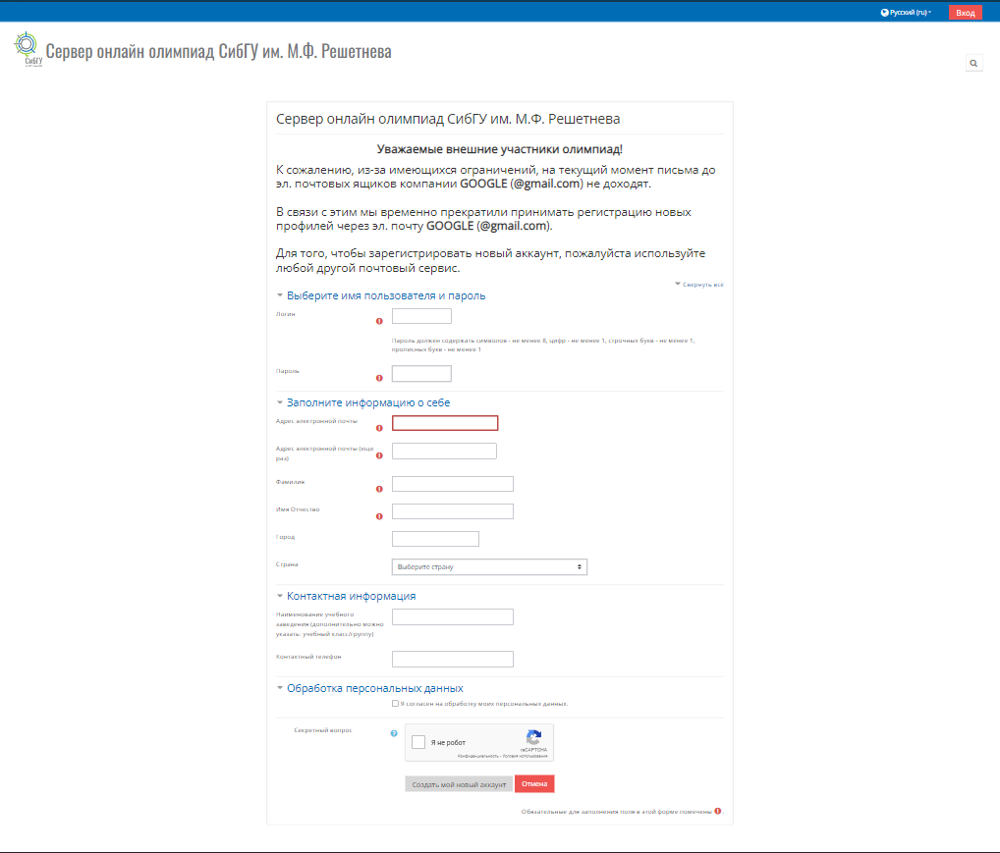 Русский (ru)
Вход
СибГУ
Сервер онлайн олимпиад СибГУ им. М.Ф. Решетнева
Сервер онлайн олимпиад СибГУ им. М.Ф. Решетнева
Уважаемые внешние участники олимпиад!
К сожалению, из-за имеющихся ограничений, на текущий момент письма до
эл. почтовых ящиков компании GOOGLE (@gmail.com) не доходят.
В связи с этим мы временно прекратили принимать регистрацию новых
профилей через эл. почту GOOGLE (@gmail.com).
Для того, чтобы зарегистрировать новый аккаунт, пожалуйста используйте
любой другой почтовый сервис.
Свернуть всё
Выберите имя пользователя и пароль
Логин
Пароль должен содержать символов - не менее 8, цифр - не менее 1, строчных букв - не менее 1,
прописных букв - не менее 1
Пароль
Заполните информацию о себе
Адрес электронной почты
Адрес электронной почты (еще
раз)
Фамилия
Имя Отчество
Город
Страна
Выберите страну
Контактная информация
Наименование учебного
заведения (дополнительно можно
указать: учебный класс/группу)
Контактный телефон
Обработка персональных данных
Я согласен на обработку моих персональных данных.
Секретный вопрос
Я не робот
reCAPTCHA
Конфиденциальность - Условия использования
Создать мой новый аккаунт
Отмена
Обязательные для заполнения поля в этой форме помечены